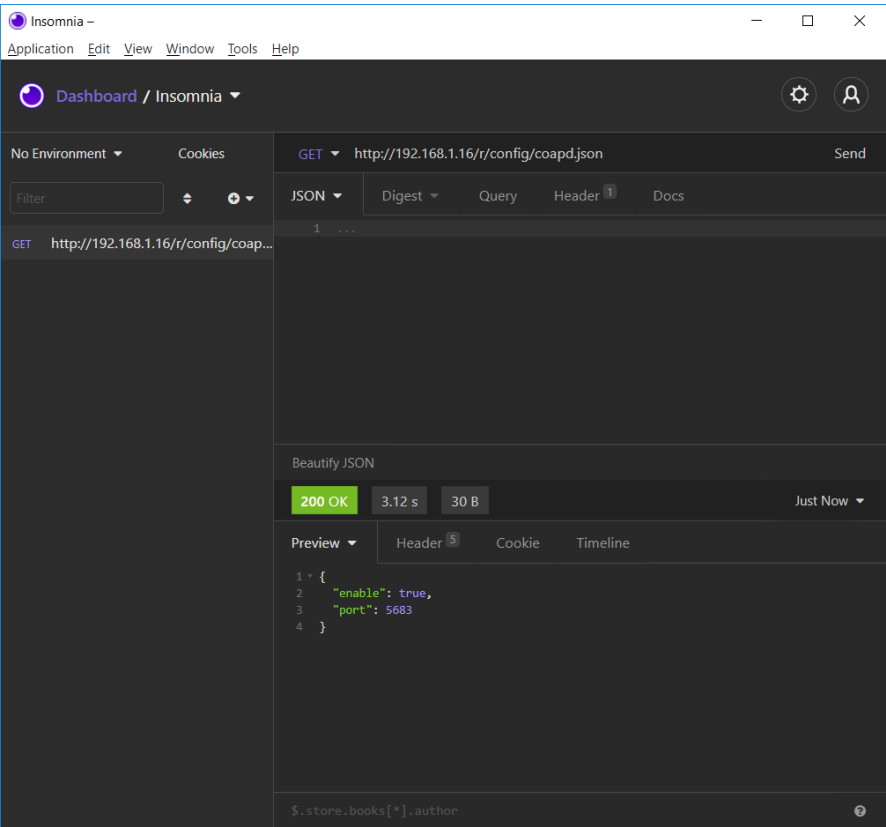 Insomnia –
Application Edit View Window Tools Help
Dashboard / Insomnia
No Environment Cookies
GET http://192.168.1.16/r/config/coapd.json Send
Filter
JSON Digest Query Header 1 Docs
GET http://192.168.1.16/r/config/coap...
1 ...
Beautify JSON
200 OK 3.12 s 30 B Just Now
Preview Header 5 Cookie Timeline
1 {
2 "enable": true,
3 "port": 5683
4 }
$.store.books[*].author